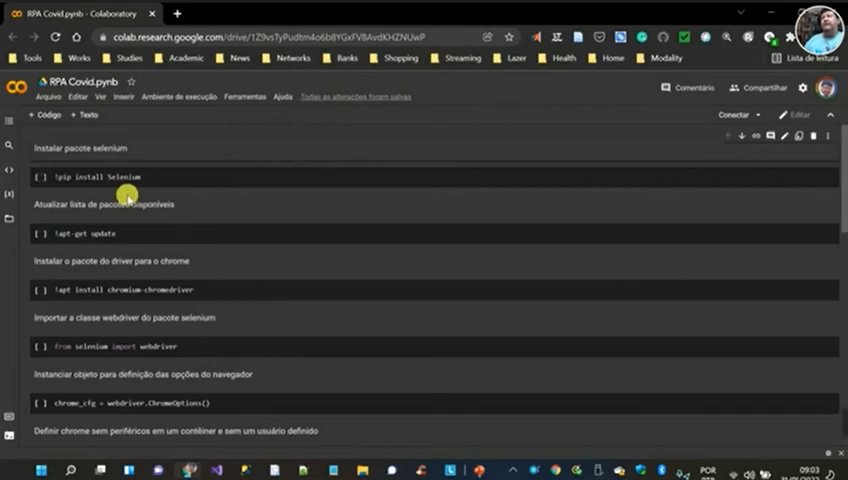 RPA Covid.pynb - Colaboratory
colab.research.google.com/drive/1Z9vsTyPudtm4o6b8YGxFV8AvdKHZNUwP
Tools Works Studies Academic News Networks Banks Shopping Streaming Learn Health Home Modality Lista de leitura
RPA Covid.pynb
Comentário Compartilhar
Arquivo Editar Ver Inserir Ambiente de execução Ferramentas Ajuda Todas as alterações foram salvas
+ Código + Texto Conectar Editar
Instalar pacote selenium
[ ] !pip install Selenium
Atualizar lista de pacotes disponíveis
[ ] !apt-get update
Instalar o pacote do driver para o chrome
[ ] !apt install chromium-chromedriver
Importar a classe webdriver do pacote selenium
[ ] from selenium import webdriver
Instanciar objeto para definição das opções do navegador
[ ] chrome_cfg = webdriver.ChromeOptions()
Definir chrome sem periféricos em um contêiner e sem um usuário definido
POR
09:03